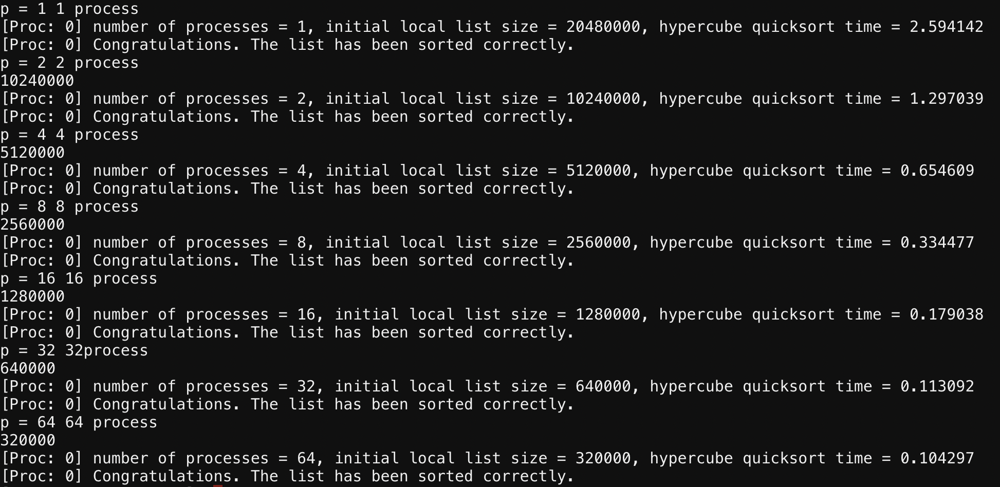 p = 1 1 process
[Proc: 0] number of processes = 1, initial local list size = 20480000, hypercube quicksort time = 2.594142
[Proc: 0] Congratulations. The list has been sorted correctly.
p = 2 2 process
10240000
[Proc: 0] number of processes = 2, initial local list size = 10240000, hypercube quicksort time = 1.297039
[Proc: 0] Congratulations. The list has been sorted correctly.
p = 4 4 process
5120000
[Proc: 0] number of processes = 4, initial local list size = 5120000, hypercube quicksort time = 0.654609
[Proc: 0] Congratulations. The list has been sorted correctly.
p = 8 8 process
2560000
[Proc: 0] number of processes = 8, initial local list size = 2560000, hypercube quicksort time = 0.334477
[Proc: 0] Congratulations. The list has been sorted correctly.
p = 16 16 process
1280000
[Proc: 0] number of processes = 16, initial local list size = 1280000, hypercube quicksort time = 0.179038
[Proc: 0] Congratulations. The list has been sorted correctly.
p = 32 32process
640000
[Proc: 0] number of processes = 32, initial local list size = 640000, hypercube quicksort time = 0.113092
[Proc: 0] Congratulations. The list has been sorted correctly.
p = 64 64 process
320000
[Proc: 0] number of processes = 64, initial local list size = 320000, hypercube quicksort time = 0.104297
[Proc: 0] Congratulations. The list has been sorted correctly.